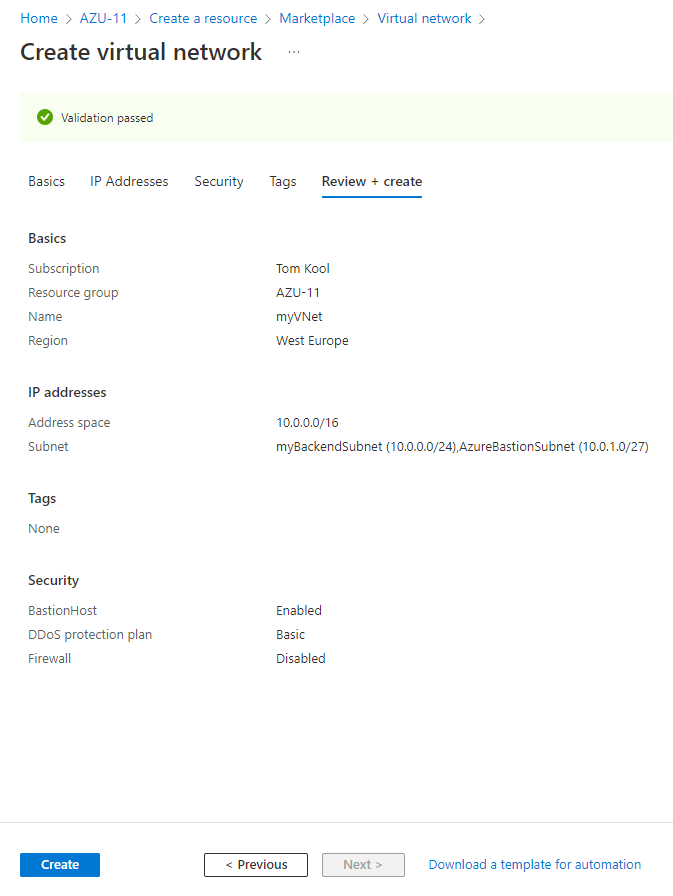 Home > AZU-11 > Create a resource > Marketplace > Virtual network >
Create virtual network ...
Validation passed
Basics IP Addresses Security Tags Review + create
Basics
Subscription Tom Kool
Resource group AZU-11
Name myVNet
Region West Europe
IP addresses
Address space 10.0.0.0/16
Subnet myBackendSubnet (10.0.0.0/24),AzureBastionSubnet (10.0.1.0/27)
Tags
None
Security
BastionHost Enabled
DDoS protection plan Basic
Firewall Disabled
Create < Previous Next > Download a template for automation